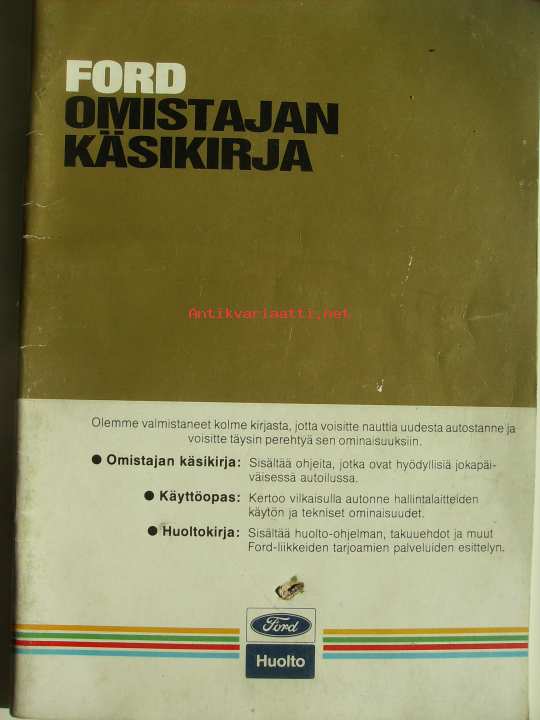 FORD
OMISTAJAN
KÄSIKIRJA
Antikvariaatti.net
Olemme valmistaneet kolme kirjasta, jotta voisitte nauttia uudesta autostanne ja
voisitte täysin perehtyä sen ominaisuuksiin.
● Omistajan käsikirja: Sisältää ohjeita, jotka ovat hyödyllisiä jokapäi-
väisessä autoilussa.
● Käyttöopas: Kertoo vilkaisulla autonne hallintalaitteiden
käytön ja tekniset ominaisuudet.
● Huoltokirja: Sisältää huolto-ohjelman, takuuehdot ja muut
Ford-liikkeiden tarjoamien palveluiden esittelyn.
Ford
Huolto